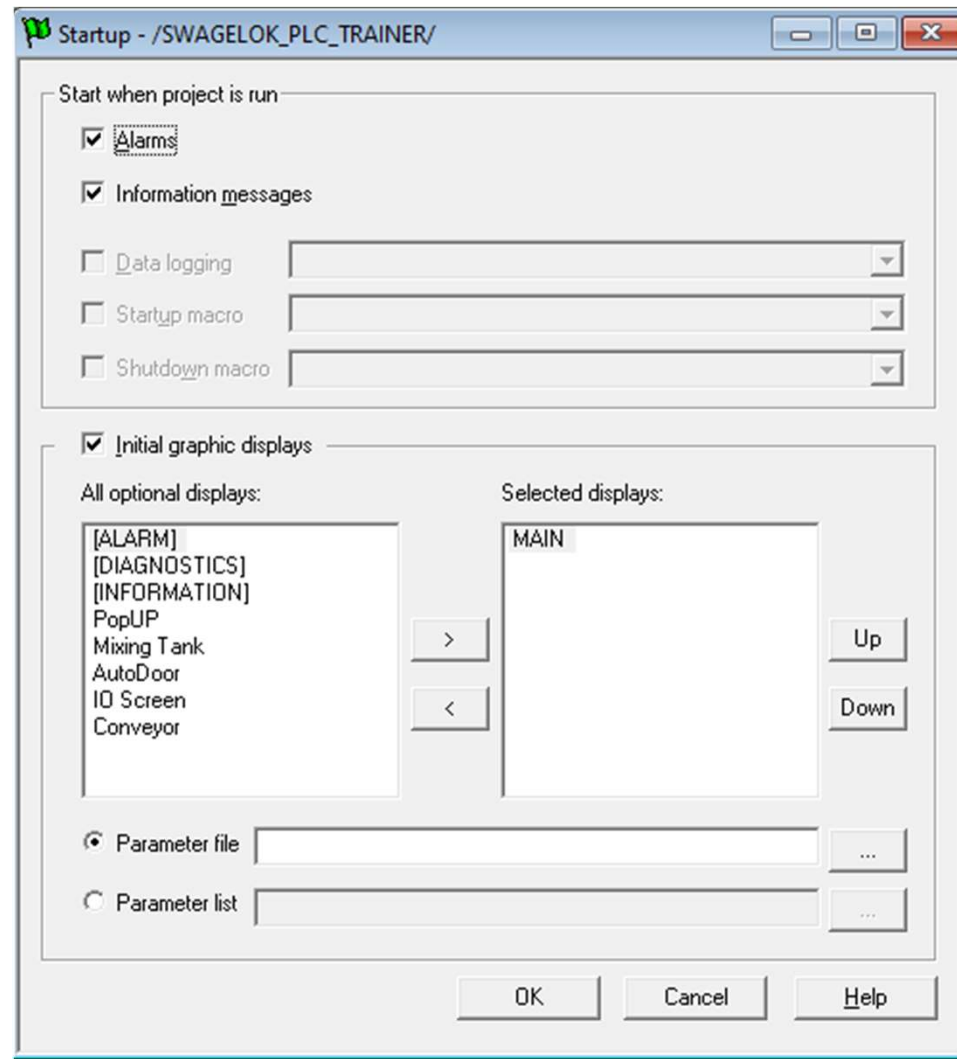 Startup - /SWAGELOK_PLC_TRAINER/
Start when project is run
Alarms
Information messages
Data logging
Startup macro
Shutdown macro
Initial graphic displays
All optional displays:
Selected displays:
[ALARM]
[DIAGNOSTICS]
[INFORMATION]
PopUP
Mixing Tank
AutoDoor
IO Screen
Conveyor
>
<
MAIN
Up
Down
Parameter file
...
Parameter list
...
OK
Cancel
Help